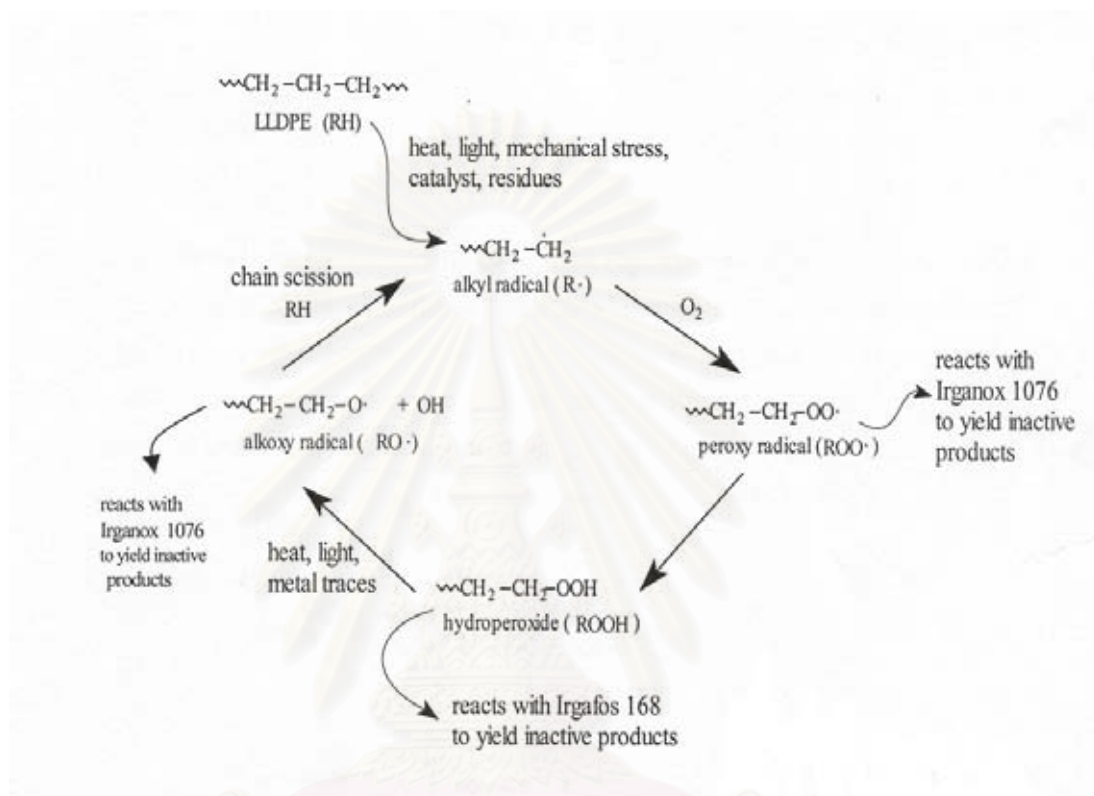 CH₂–CH₂–CH₂
LLDPE (RH)
heat, light, mechanical stress,
catalyst, residues
CH₂–ĊH₂
alkyl radical (R·)
chain scission
RH
O₂
reacts with
Irganox 1076
to yield inactive
products
CH₂–CH₂–O· + OH
alkoxy radical ( RO·)
CH₂–CH₂–OO·
peroxy radical (ROO·)
reacts with
Irganox 1076
to yield inactive
products
heat, light,
metal traces
CH₂–CH₂–OOH
hydroperoxide ( ROOH )
reacts with Irgafos 168
to yield inactive products